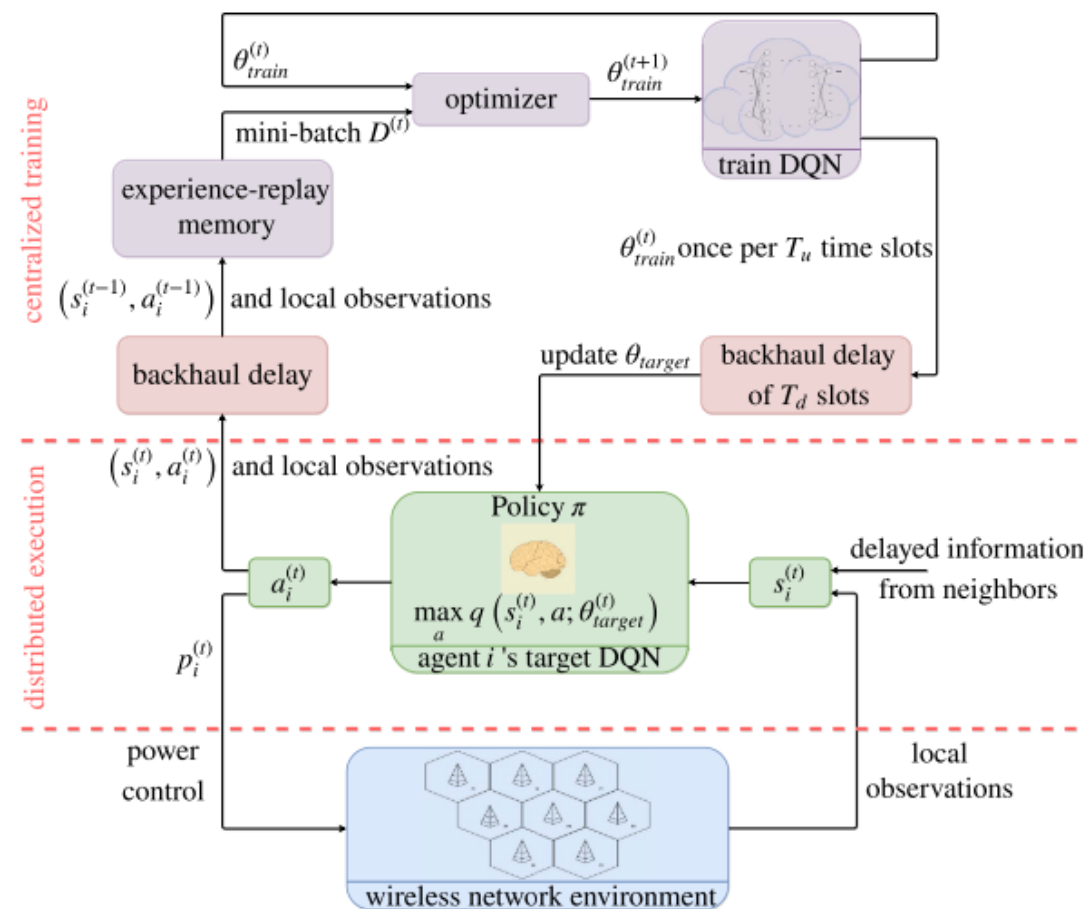 centralized training
θ_train^(t)
optimizer
θ_train^(t+1)
train DQN
mini-batch D^(t)
experience-replay
memory
θ_train^(t) once per T_u time slots
(s_i^(t−1), a_i^(t−1)) and local observations
backhaul delay
update θ_target
backhaul delay
of T_d slots
distributed execution
(s_i^(t), a_i^(t)) and local observations
Policy π
a_i^(t)
max_a q (s_i^(t), a; θ_target^(t))
agent i 's target DQN
s_i^(t)
delayed information
from neighbors
p_i^(t)
power
control
local
observations
wireless network environment